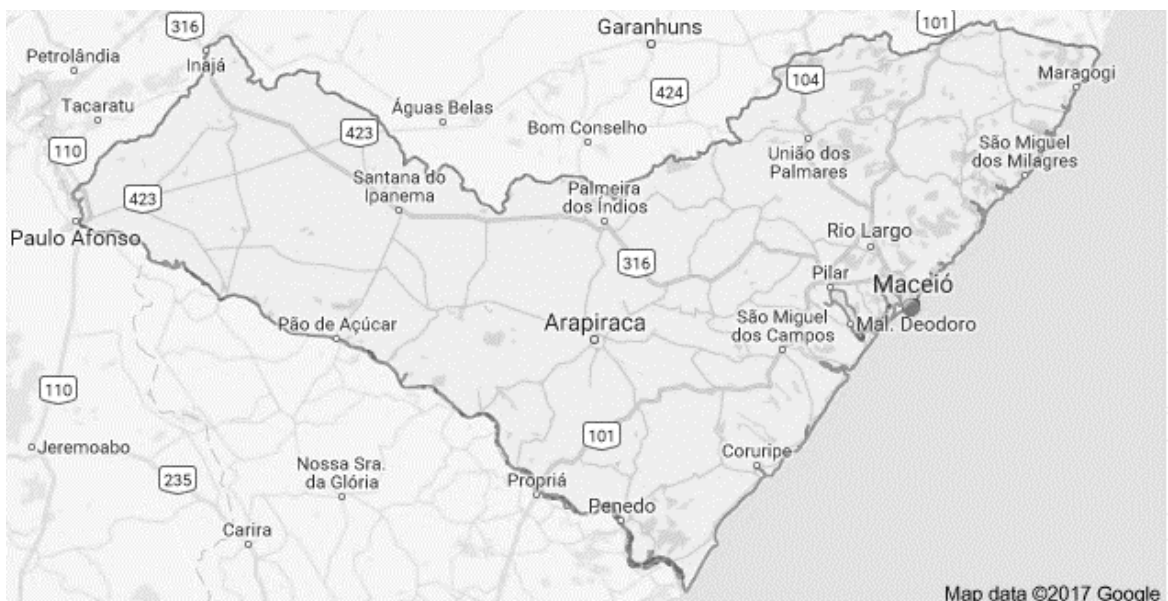 316
Garanhuns
101
Petrolândia
Inajá
104
Maragogi
Tacaratu
424
Águas Belas
423
Bom Conselho
110
São Miguel
dos Milagres
União dos
Palmares
Santana do
Ipanema
Palmeira
dos Índios
423
Paulo Afonso
Rio Largo
316
Pilar
Maceió
Pão de Açúcar
Arapiraca
São Miguel
dos Campos
Mal. Deodoro
110
101
Jeremoabo
Coruripe
Nossa Sra.
da Glória
235
Propriá
Penedo
Carira
Map data ©2017 Google